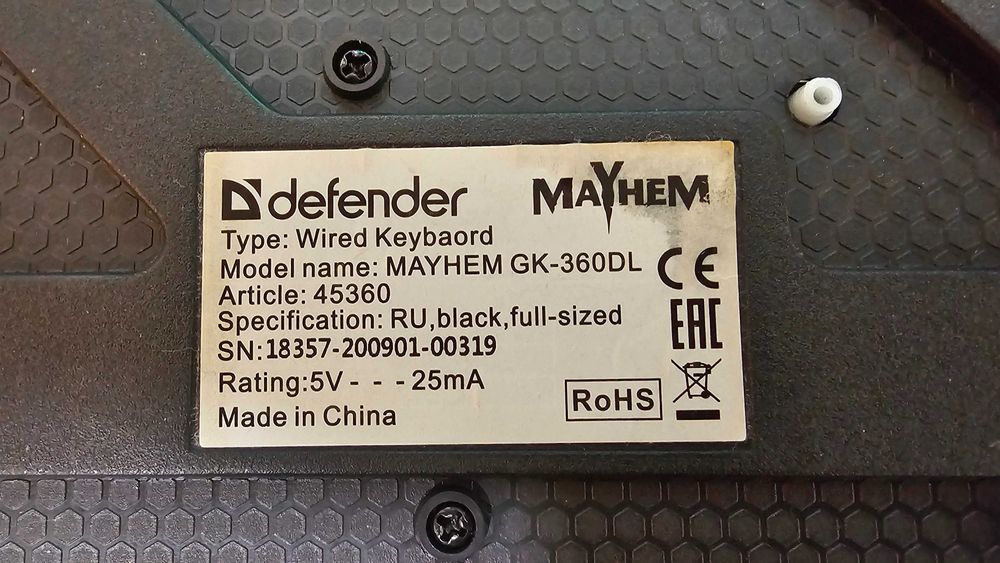 defender MAYHEM
Type: Wired Keybaord
Model name: MAYHEM GK-360DL
Article: 45360
Specification: RU,black,full-sized
SN:18357-200901-00319
Rating:5V - - - 25mA
Made in China
CE
EAC
RoHS